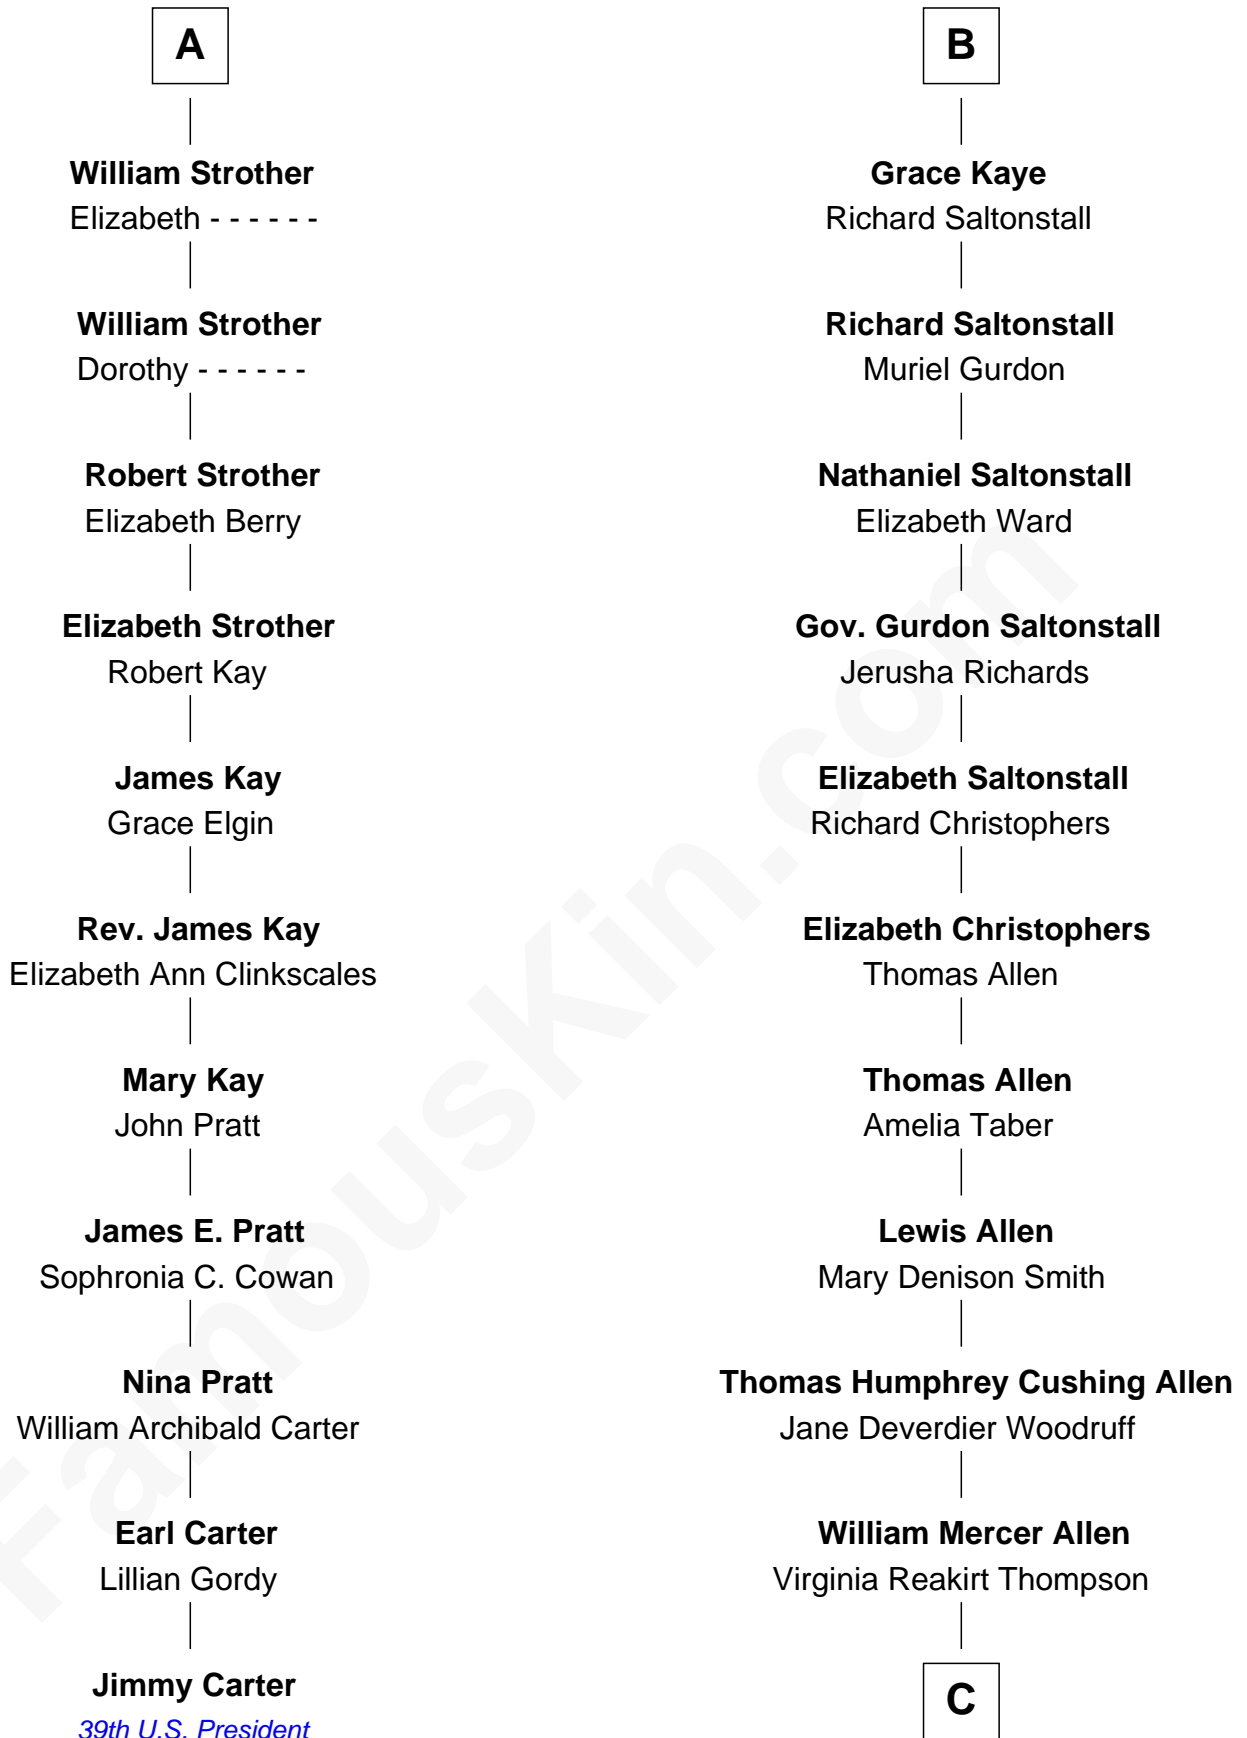 A
William Strother
Elizabeth - - - - - -
William Strother
Dorothy - - - - - -
Robert Strother
Elizabeth Berry
Elizabeth Strother
Robert Kay
James Kay
Grace Elgin
Rev. James Kay
Elizabeth Ann Clinkscales
Mary Kay
John Pratt
James E. Pratt
Sophronia C. Cowan
Nina Pratt
William Archibald Carter
Earl Carter
Lillian Gordy
Jimmy Carter
39th U.S. President
B
Grace Kaye
Richard Saltonstall
Richard Saltonstall
Muriel Gurdon
Nathaniel Saltonstall
Elizabeth Ward
Gov. Gurdon Saltonstall
Jerusha Richards
Elizabeth Saltonstall
Richard Christophers
Elizabeth Christophers
Thomas Allen
Thomas Allen
Amelia Taber
Lewis Allen
Mary Denison Smith
Thomas Humphrey Cushing Allen
Jane Deverdier Woodruff
William Mercer Allen
Virginia Reakirt Thompson
C
FamousKin.com